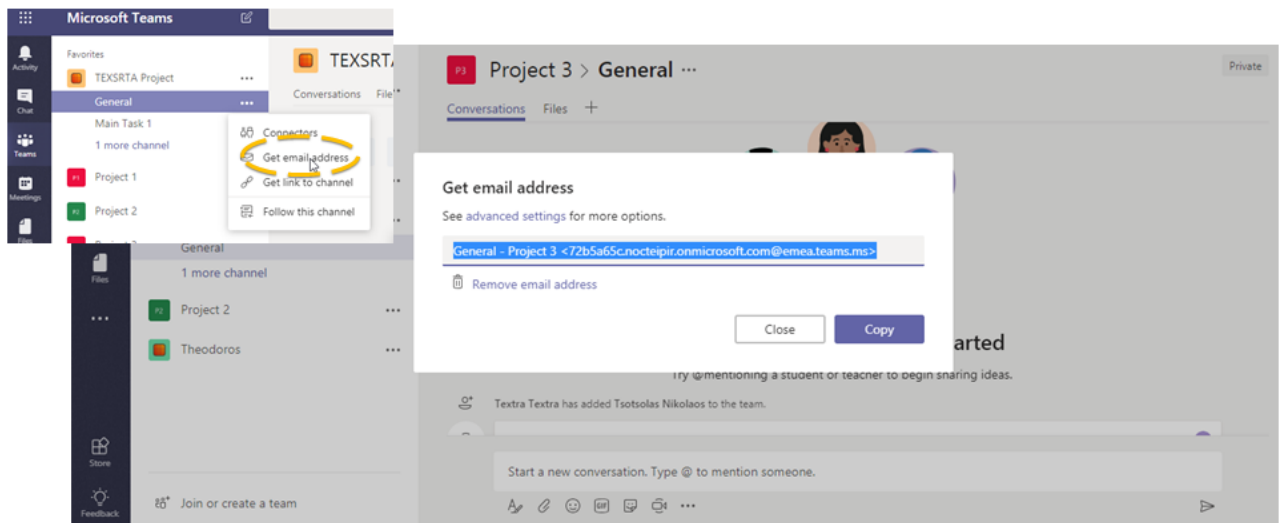 Microsoft Teams
Activity
Chat
Teams
Meetings
Files
Favorites
TEXSRTA Project
General
Main Task 1
1 more channel
P1 Project 1
P2 Project 2
TEXSRTA
Conversations File
Connectors
Get email address
Get link to channel
Follow this channel
General
1 more channel
P2 Project 2
Theodoros
Files
Store
Feedback
Join or create a team
P3 Project 3 > General
Private
Conversations Files
Get email address
See advanced settings for more options.
General - Project 3 <72b5a65c.nocteipir.onmicrosoft.com@emea.teams.ms>
Remove email address
Close Copy
arted
Try @mentioning a student or teacher to begin sharing ideas.
Textra Textra has added Tsotsolas Nikolaos to the team.
Start a new conversation. Type @ to mention someone.
GIF